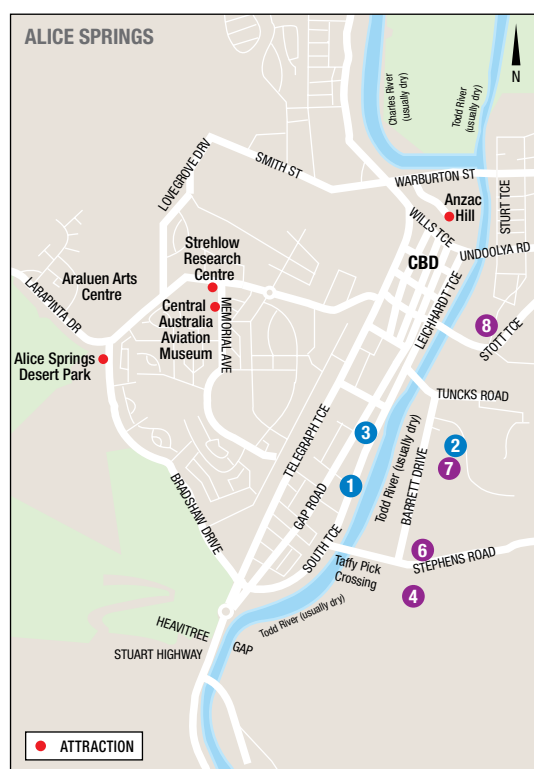 ALICE SPRINGS
N
Charles River
(usually dry)
Todd River
(usually dry)
LOVEGROVE DRV
SMITH ST
WARBURTON ST
Anzac
Hill
STURT TCE
WILLS TCE
UNDOOLYA RD
CBD
Strehlow
Research
Centre
Araluen Arts
Centre
LARAPINTA DR
Central
Australia
Aviation
Museum
MEMORIAL AVE
LEICHHARDT TCE
8
STOTT TCE
Alice Springs
Desert Park
TUNCKS ROAD
TELEGRAPH TCE
3
2
7
GAP ROAD
1
Todd River (usually dry)
BARRETT DRIVE
BRADSHAW DRIVE
SOUTH TCE
6
STEPHENS ROAD
Taffy Pick
Crossing
4
Todd River (usually dry)
HEAVITREE
GAP
STUART HIGHWAY
ATTRACTION